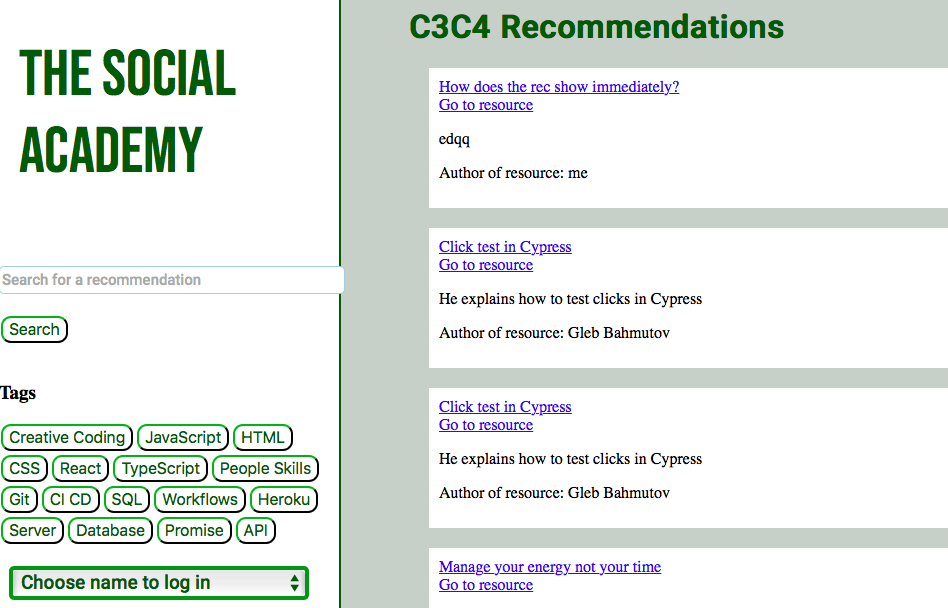 THE SOCIAL
ACADEMY
Search for a recommendation
Search
Tags
Creative Coding JavaScript HTML
CSS React TypeScript People Skills
Git CI CD SQL Workflows Heroku
Server Database Promise API
Choose name to log in
C3C4 Recommendations
How does the rec show immediately?
Go to resource
edqq
Author of resource: me
Click test in Cypress
Go to resource
He explains how to test clicks in Cypress
Author of resource: Gleb Bahmutov
Click test in Cypress
Go to resource
He explains how to test clicks in Cypress
Author of resource: Gleb Bahmutov
Manage your energy not your time
Go to resource